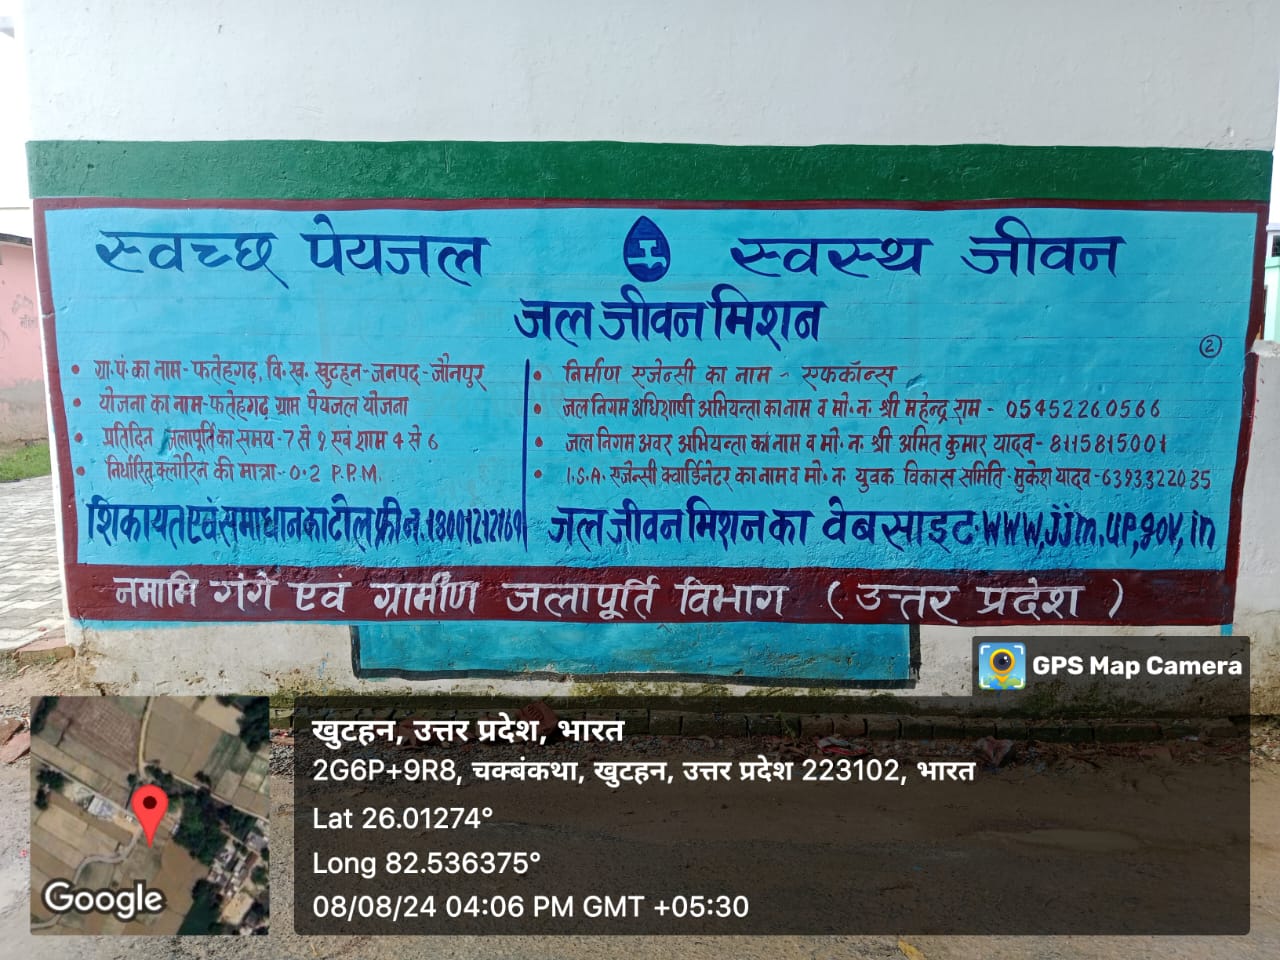 स्वच्छ पेयजल स्वस्थ जीवन
जल जीवन मिशन
2
• ग्रा.पं. का नाम - फतेहगढ़, वि.ख. खुटहन - जनपद - जौनपुर
• योजना का नाम - फतेहगढ़ ग्राम पेयजल योजना
• प्रतिदिन जलापूर्ति का समय - 7 से 9 एवं शाम 4 से 6
• निर्धारित क्लोरिन की मात्रा - 0.2 P.P.M.
• निर्माण एजेन्सी का नाम - एफकॉन्स
• जल निगम अधिशाषी अभियन्ता का नाम व मो. न. श्री महेन्द्र राम - 05452260566
• जल निगम अवर अभियन्ता का नाम व मो. न. श्री अमित कुमार यादव - 8115815001
• I.S.A. एजेन्सी क्वार्डिनेटर का नाम व मो. न. युवक विकास समिति - मुकेश यादव - 6393322035
शिकायत एवं समाधान का टोल फ्री न.
जल जीवन मिशन का वेबसाइट - www,jjm.up,gov,in
नमामि गंगे एवं ग्रामींण जलापूर्ति विभाग (उत्तर प्रदेश)
GPS Map Camera
खुटहन, उत्तर प्रदेश, भारत
2G6P+9R8, चक्बंकथा, खुटहन, उत्तर प्रदेश 223102, भारत
Lat 26.01274°
Long 82.536375°
08/08/24 04:06 PM GMT +05:30
Google